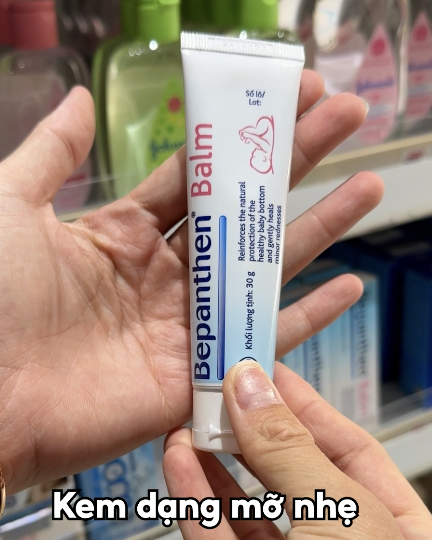 Số lô/
Lot:
Bepanthen® Balm
Reinforces the natural
protection of the
healthy baby bottom
and gently heals
minor rednesses
Khối lượng tịnh: 30 g
Kem dạng mỡ nhẹ